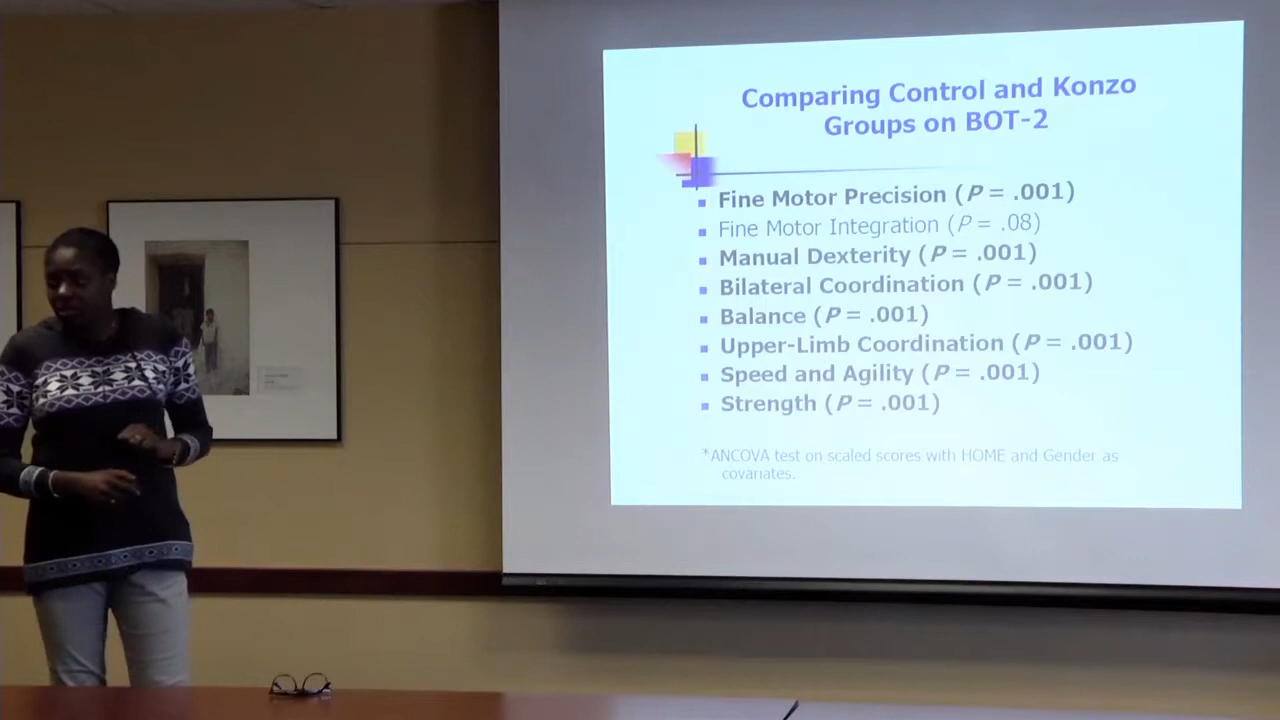 Comparing Control and Konzo
Groups on BOT-2
Fine Motor Precision (P = .001)
Fine Motor Integration (P = .08)
Manual Dexterity (P = .001)
Bilateral Coordination (P = .001)
Balance (P = .001)
Upper-Limb Coordination (P = .001)
Speed and Agility (P = .001)
Strength (P = .001)
*ANCOVA test on scaled scores with HOME and Gender as
covariates.